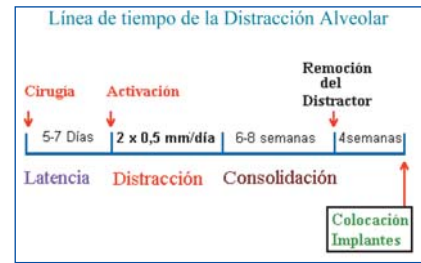 Línea de tiempo de la Distracción Alveolar
Remoción
del
Distractor
Cirugía
Activación
5-7 Días
2 x 0,5 mm/día
6-8 semanas
4semanas
Latencia
Distracción
Consolidación
Colocación
Implantes